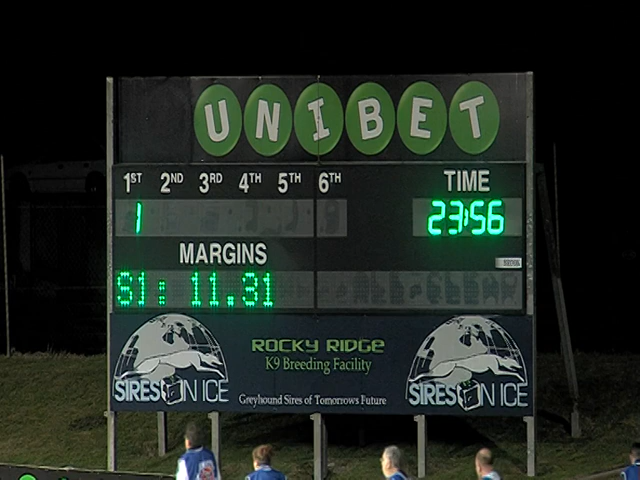 UNIBET
1ST 2ND 3RD 4TH 5TH 6TH TIME
1 23:56
MARGINS
S1: 11.31
ROCKY RIDGE
K9 Breeding Facility
SIRES ON ICE SIRES ON ICE
Greyhound Sires of Tomorrows Future